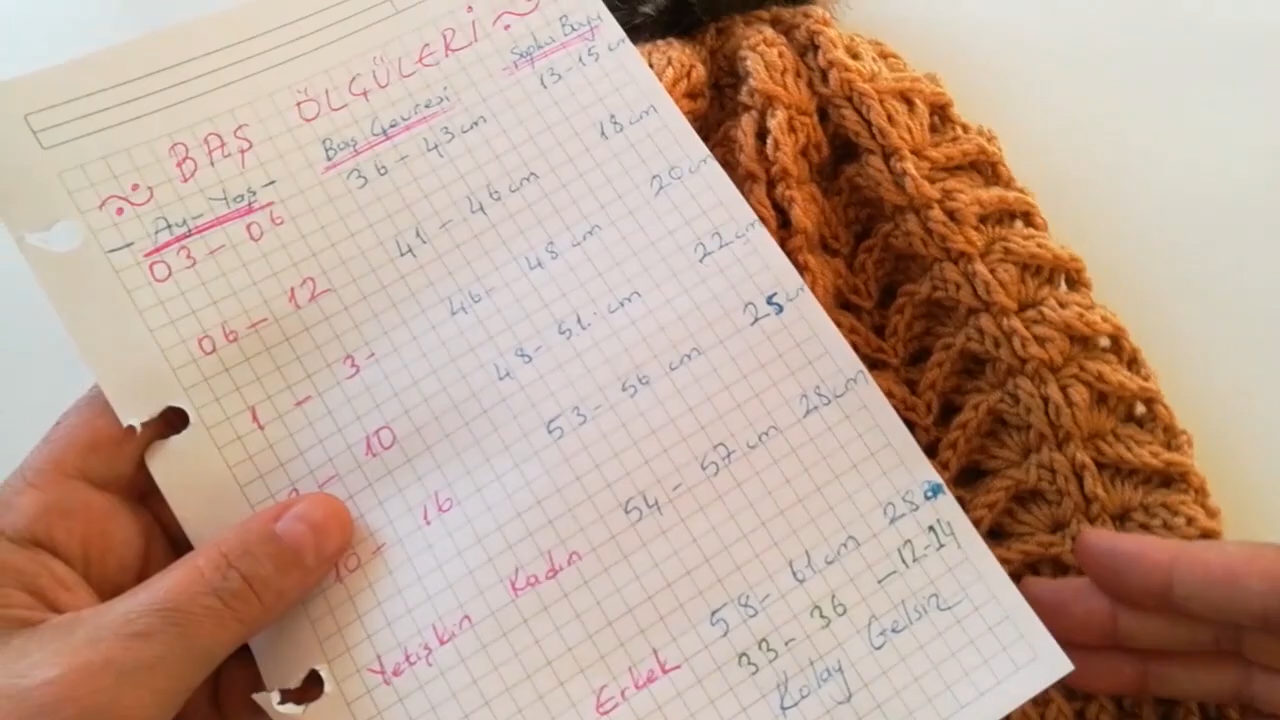 BAŞ ÖLÇÜLERİ
- Ay - Yaş - Baş Çevresi Şapka Boyu
03 - 06 36 - 43 cm 13 - 15 cm
06 - 12 41 - 46 cm 18 cm
1 - 3 - 46 - 48 cm 20 cm
- 10 48 - 51 cm 22 cm
10 - 16 53 - 56 cm 25 cm
Yetişkin Kadın 54 - 57 cm 28 cm
Erkek 58 - 61 cm 28 cm
33 - 36 - 12-14
Kolay Gelsiz